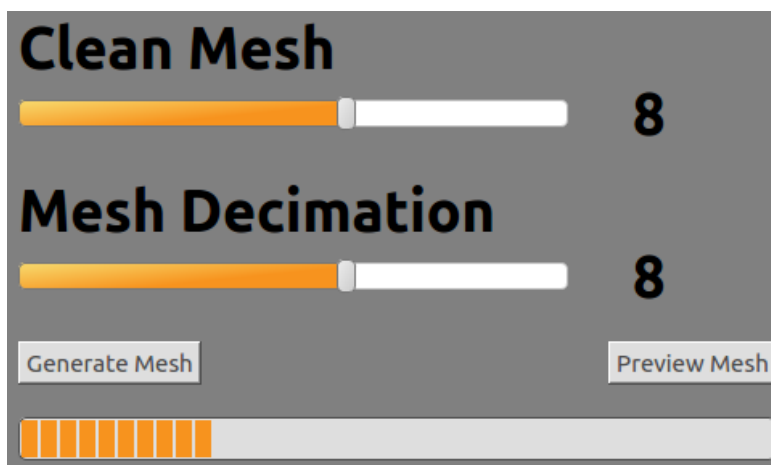 Clean Mesh
8
Mesh Decimation
8
Generate Mesh
Preview Mesh